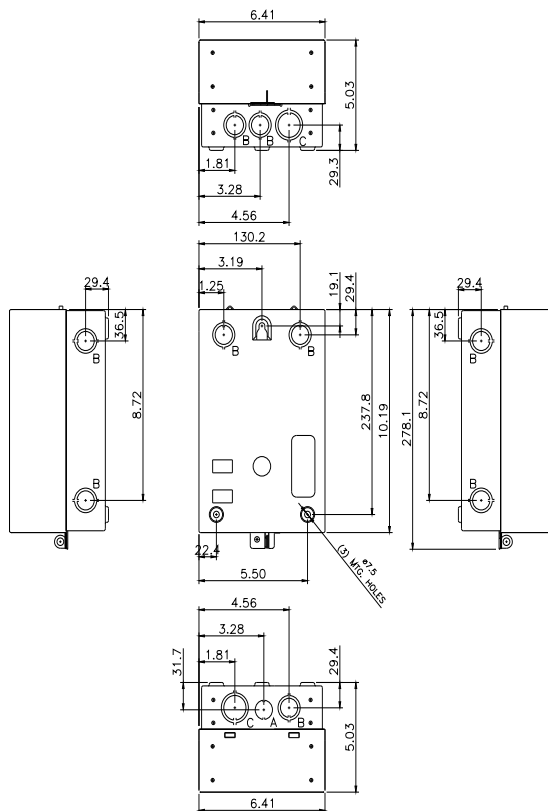 6.41
5.03
B
B
C
1.81
29.3
3.28
4.56
130.2
3.19
1.25
19.1
29.4
29.4
36.5
B
8.72
B
B
B
237.8
10.19
22.4
5.50
ø7.5
(3) MTG. HOLES
29.4
36.5
B
278.1
8.72
B
4.56
3.28
1.81
31.7
29.4
C
A
B
5.03
6.41